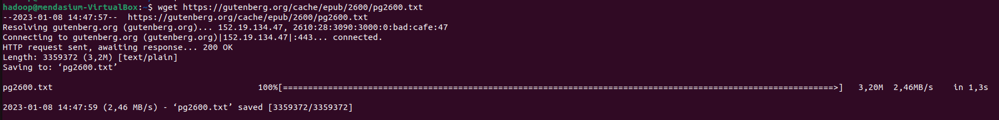 hadoop@mendasium-VirtualBox:~$ wget https://gutenberg.org/cache/epub/2600/pg2600.txt
--2023-01-08 14:47:57--  https://gutenberg.org/cache/epub/2600/pg2600.txt
Resolving gutenberg.org (gutenberg.org)... 152.19.134.47, 2610:28:3090:3000:0:bad:cafe:47
Connecting to gutenberg.org (gutenberg.org)|152.19.134.47|:443... connected.
HTTP request sent, awaiting response... 200 OK
Length: 3359372 (3,2M) [text/plain]
Saving to: ‘pg2600.txt’
pg2600.txt 100%[==============================================================================================================>] 3,20M 2,46MB/s in 1,3s
2023-01-08 14:47:59 (2,46 MB/s) - ‘pg2600.txt’ saved [3359372/3359372]